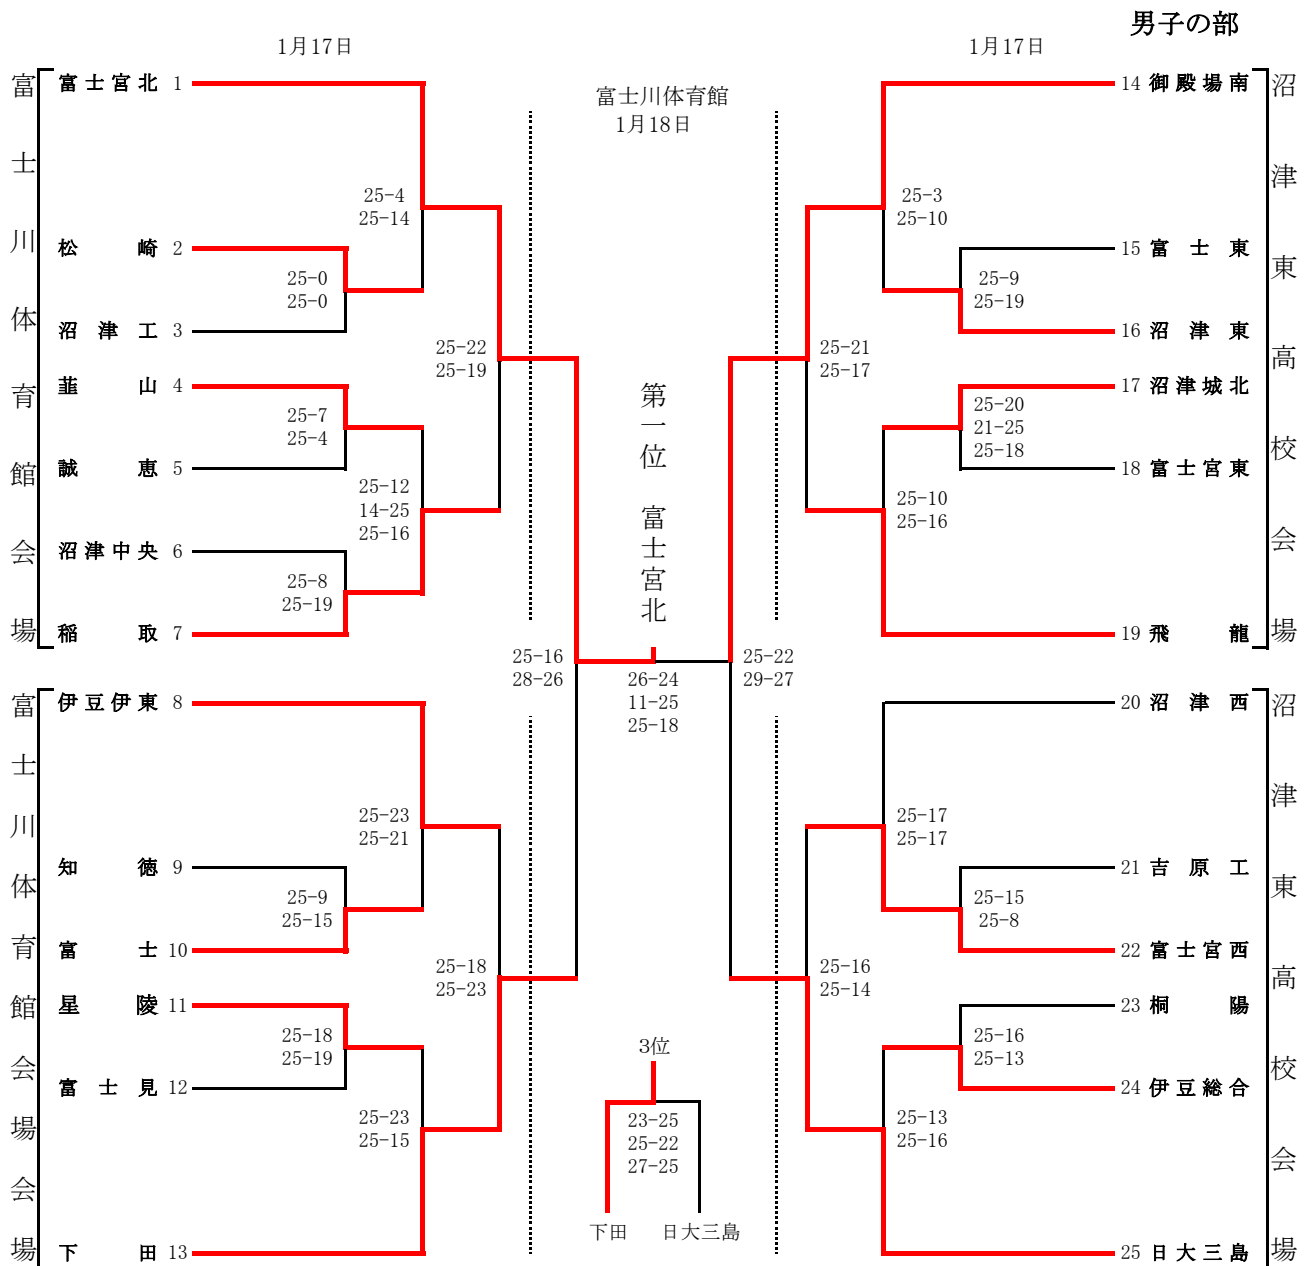 男子の部
1月17日
1月17日
富士川体育館
1月18日
富士川体育館会場
富士宮北 1
松崎 2
沼津工 3
韮山 4
誠恵 5
沼津中央 6
稲取 7
25-4
25-14
25-0
25-0
25-22
25-19
25-7
25-4
25-12
14-25
25-16
25-8
25-19
富士川体育館会場会場
伊豆伊東 8
知徳 9
富士 10
星陵 11
富士見 12
下田 13
25-23
25-21
25-9
25-15
25-18
25-23
25-18
25-19
25-23
25-15
25-16
28-26
第一位 富士宮北
26-24
11-25
25-18
25-22
29-27
3位
23-25
25-22
27-25
下田 日大三島
沼津東高校会場
14 御殿場南
15 富士東
16 沼津東
17 沼津城北
18 富士宮東
19 飛龍
25-3
25-10
25-9
25-19
25-21
25-17
25-20
21-25
25-18
25-10
25-16
沼津東高校会場
20 沼津西
21 吉原工
22 富士宮西
23 桐陽
24 伊豆総合
25 日大三島
25-17
25-17
25-15
25-8
25-16
25-14
25-16
25-13
25-13
25-16